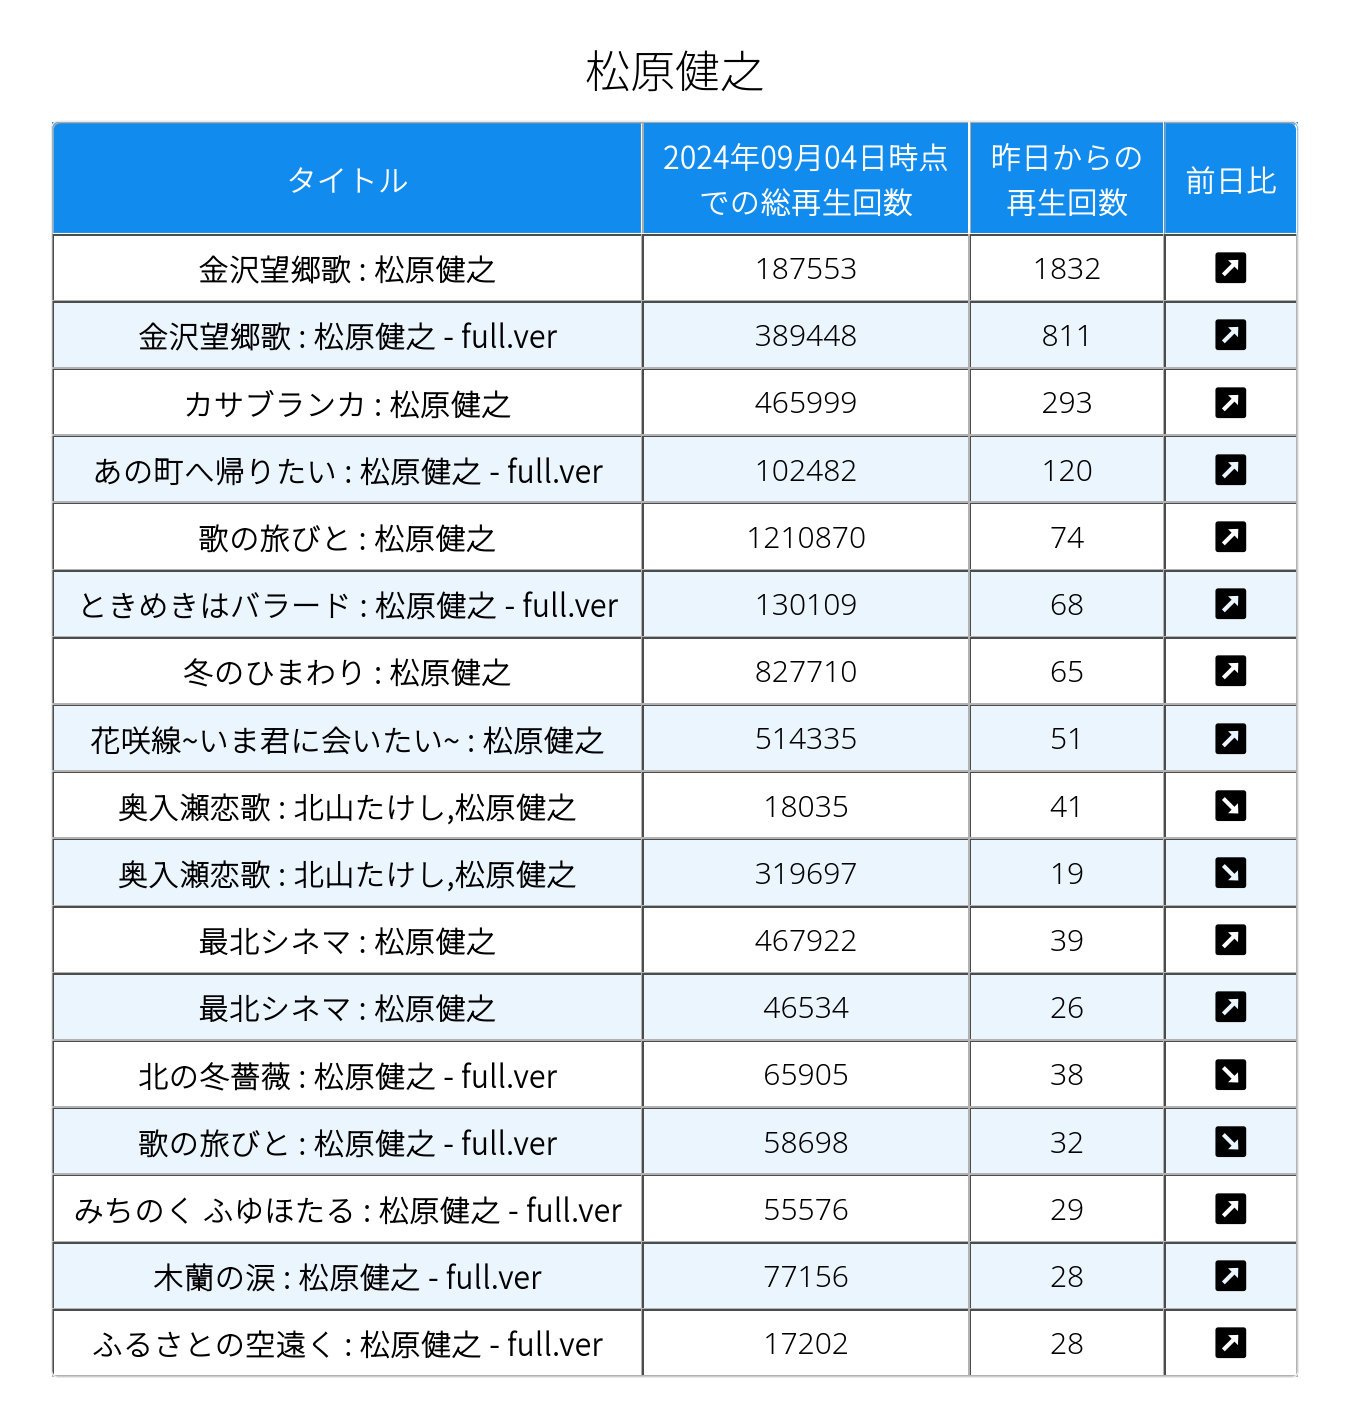 松原健之
タイトル 2024年09月04日時点 昨日からの 前日比
での総再生回数 再生回数
金沢望郷歌 : 松原健之 187553 1832 ↗
金沢望郷歌 : 松原健之 - full.ver 389448 811 ↗
カサブランカ : 松原健之 465999 293 ↗
あの町へ帰りたい : 松原健之 - full.ver 102482 120 ↗
歌の旅びと : 松原健之 1210870 74 ↗
ときめきはバラード : 松原健之 - full.ver 130109 68 ↗
冬のひまわり : 松原健之 827710 65 ↗
花咲線~いま君に会いたい~ : 松原健之 514335 51 ↗
奥入瀬恋歌 : 北山たけし,松原健之 18035 41 ↘
奥入瀬恋歌 : 北山たけし,松原健之 319697 19 ↘
最北シネマ : 松原健之 467922 39 ↗
最北シネマ : 松原健之 46534 26 ↗
北の冬薔薇 : 松原健之 - full.ver 65905 38 ↘
歌の旅びと : 松原健之 - full.ver 58698 32 ↘
みちのく ふゆほたる : 松原健之 - full.ver 55576 29 ↗
木蘭の涙 : 松原健之 - full.ver 77156 28 ↗
ふるさとの空遠く : 松原健之 - full.ver 17202 28 ↗